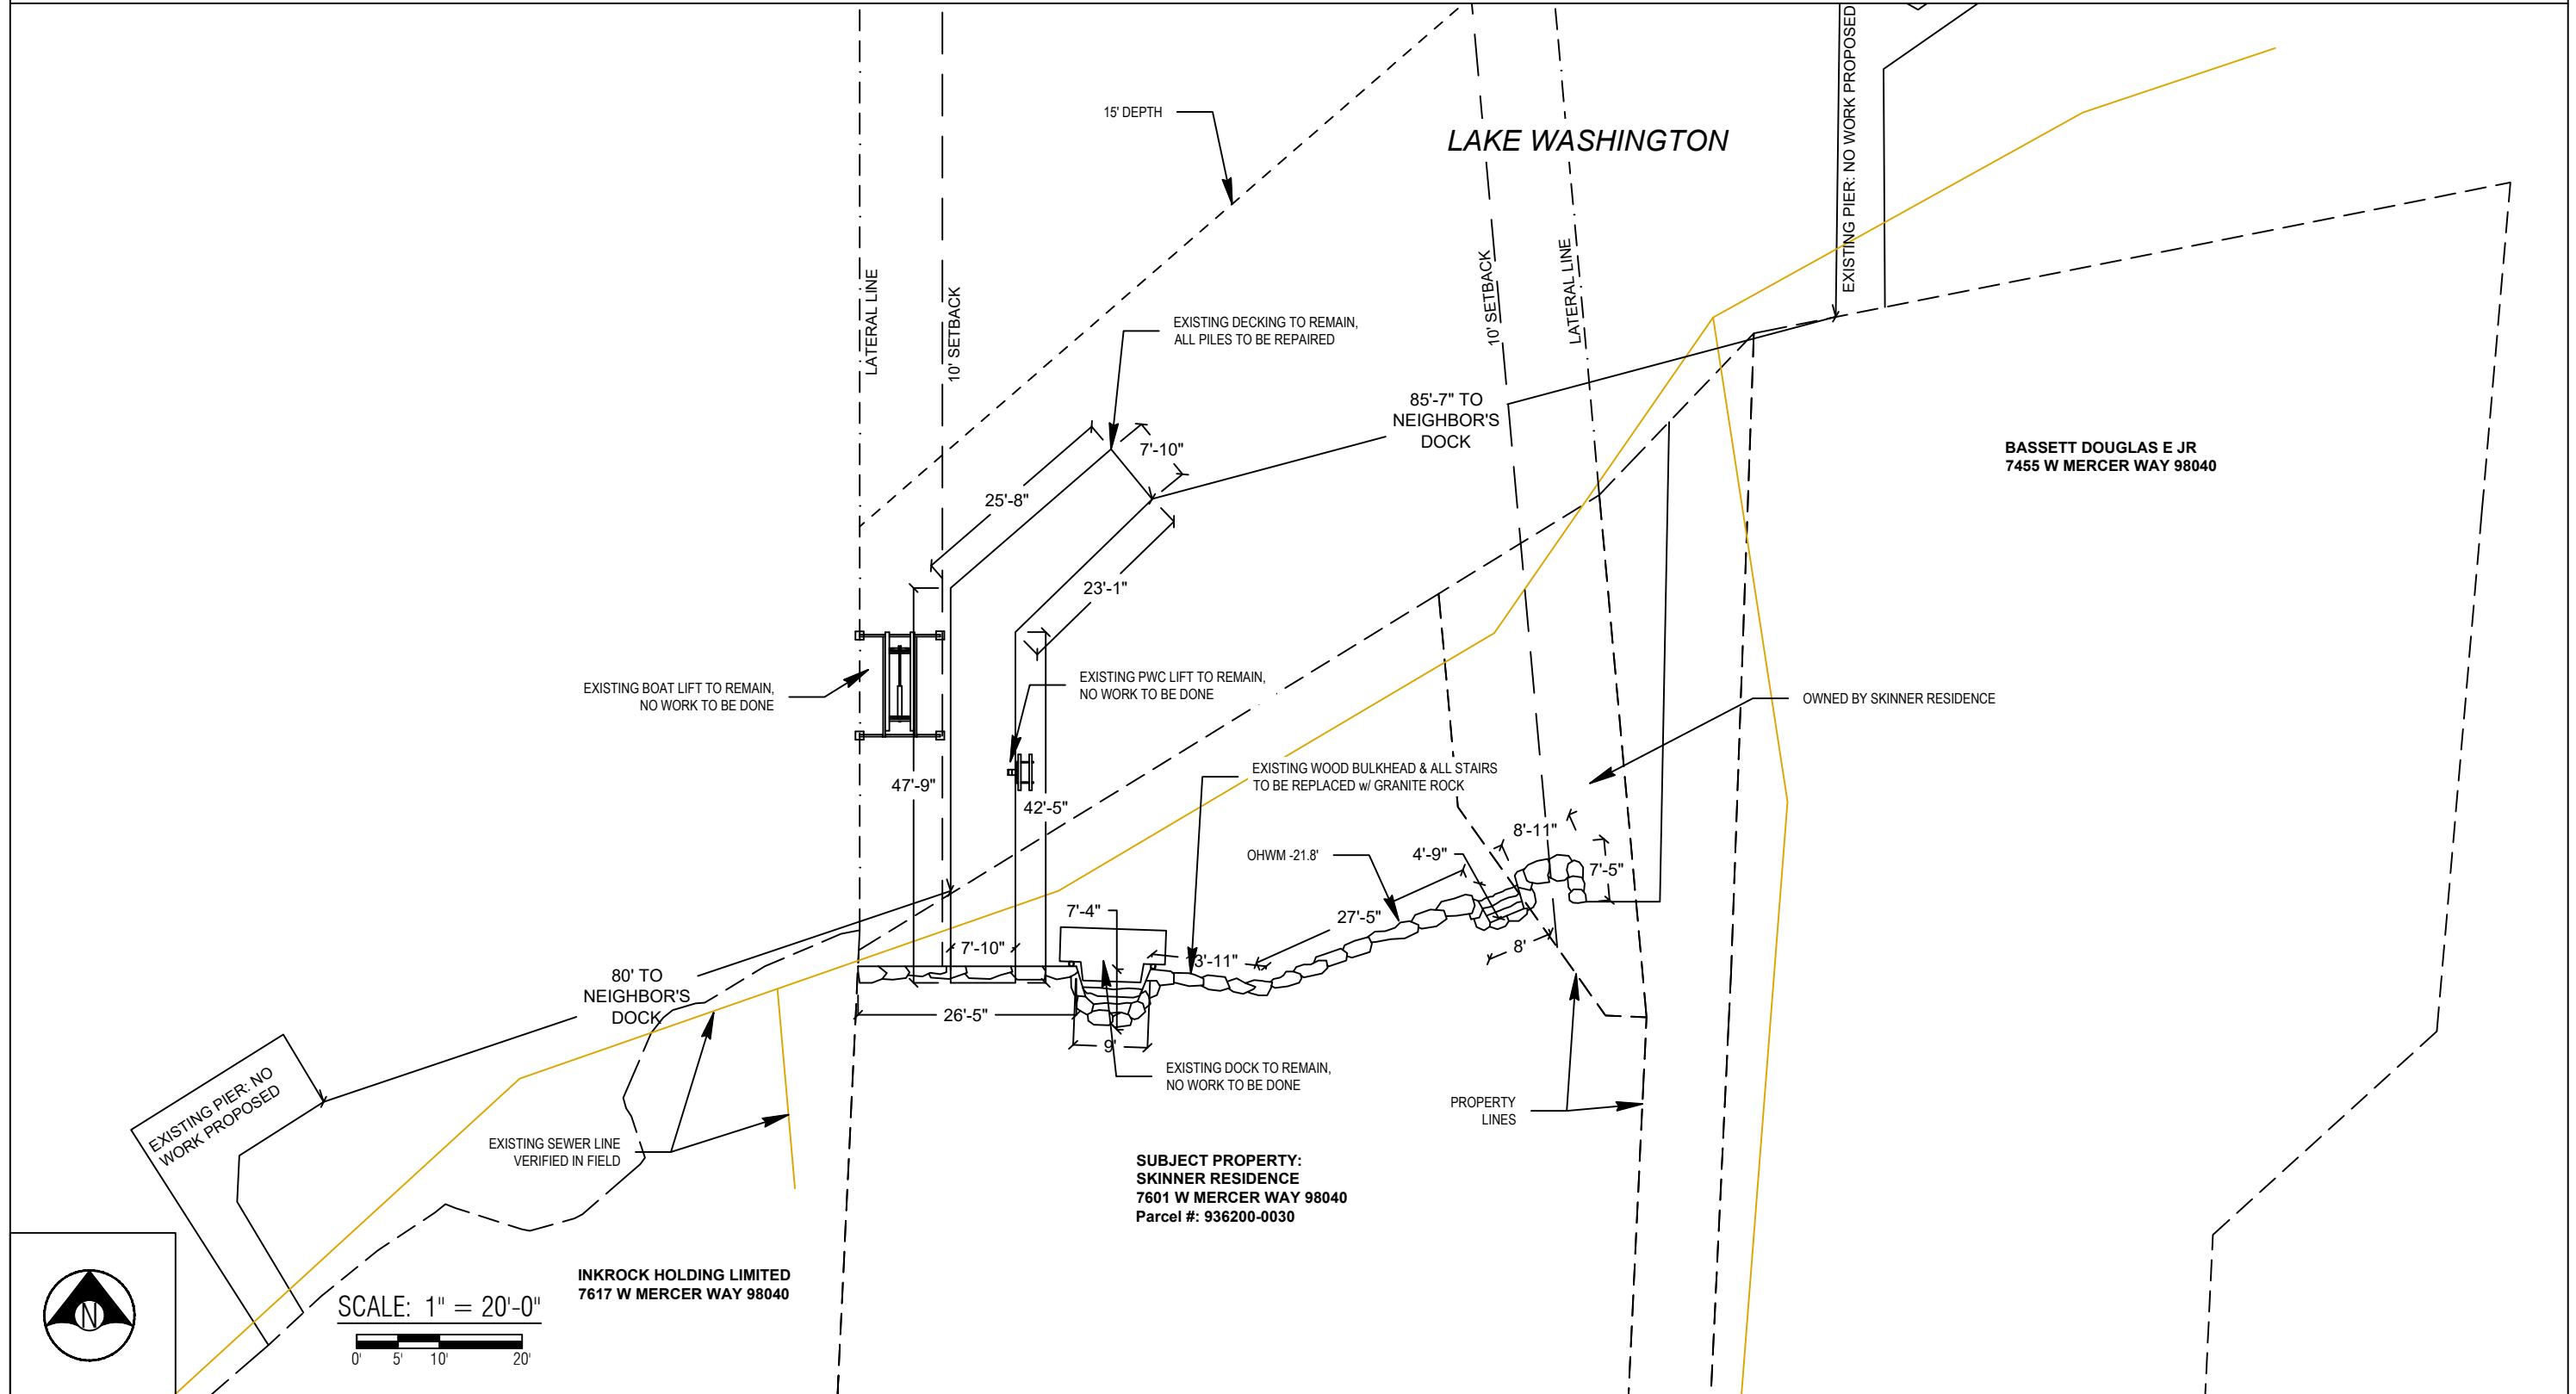 15' DEPTH
LAKE WASHINGTON
EXISTING PIER: NO WORK PROPOSED
LATERAL LINE
10' SETBACK
10' SETBACK
LATERAL LINE
EXISTING DECKING TO REMAIN,
ALL PILES TO BE REPAIRED
85'-7" TO
NEIGHBOR'S
DOCK
7'-10"
25'-8"
23'-1"
BASSETT DOUGLAS E JR
7455 W MERCER WAY 98040
EXISTING BOAT LIFT TO REMAIN,
NO WORK TO BE DONE
EXISTING PWC LIFT TO REMAIN,
NO WORK TO BE DONE
OWNED BY SKINNER RESIDENCE
47'-9"
42'-5"
EXISTING WOOD BULKHEAD & ALL STAIRS
TO BE REPLACED w/ GRANITE ROCK
OHWM -21.8'
4'-9"
8'-11"
7'-5"
27'-5"
8'
7'-4"
7'-10"
3'-11"
26'-5"
9'
80' TO
NEIGHBOR'S
DOCK
EXISTING DOCK TO REMAIN,
NO WORK TO BE DONE
PROPERTY
LINES
EXISTING PIER: NO
WORK PROPOSED
EXISTING SEWER LINE
VERIFIED IN FIELD
SUBJECT PROPERTY:
SKINNER RESIDENCE
7601 W MERCER WAY 98040
Parcel #: 936200-0030
INKROCK HOLDING LIMITED
7617 W MERCER WAY 98040
N
SCALE: 1" = 20'-0"
0' 5' 10' 20'